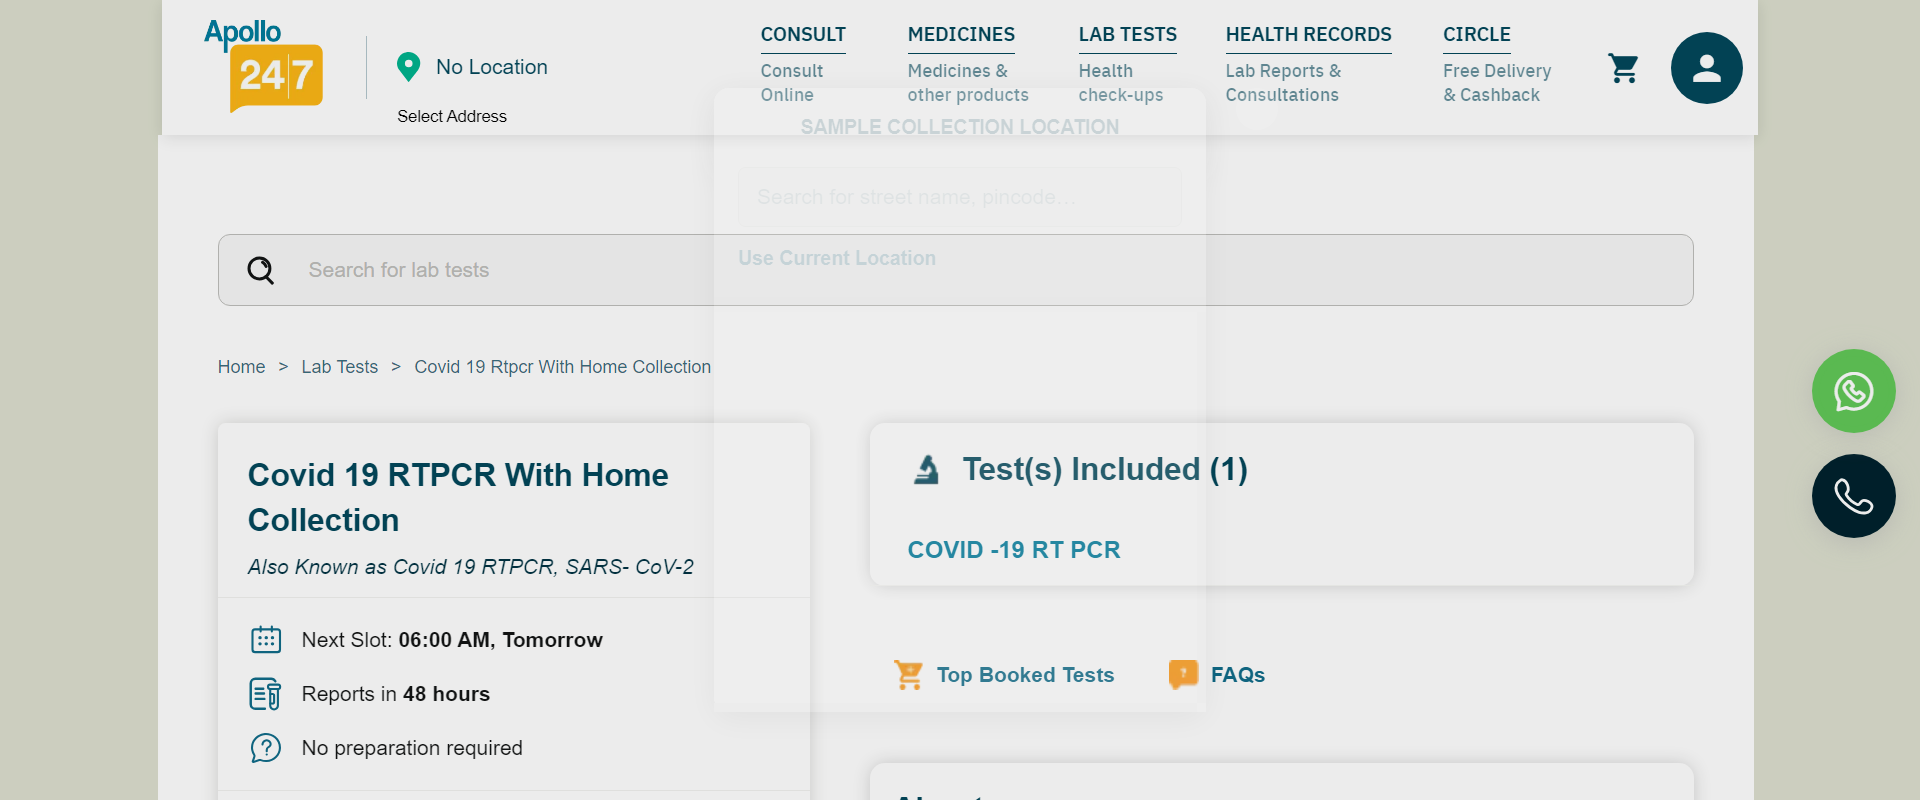 Apollo
24|7
No Location
Select Address
CONSULT
Consult
Online
MEDICINES
Medicines &
other products
LAB TESTS
Health
check-ups
HEALTH RECORDS
Lab Reports &
Consultations
CIRCLE
Free Delivery
& Cashback
SAMPLE COLLECTION LOCATION
Search for street name, pincode...
Use Current Location
Search for lab tests
Home > Lab Tests > Covid 19 Rtpcr With Home Collection
Covid 19 RTPCR With Home
Collection
Also Known as Covid 19 RTPCR, SARS- CoV-2
Next Slot: 06:00 AM, Tomorrow
Reports in 48 hours
No preparation required
Test(s) Included (1)
COVID -19 RT PCR
Top Booked Tests
FAQs